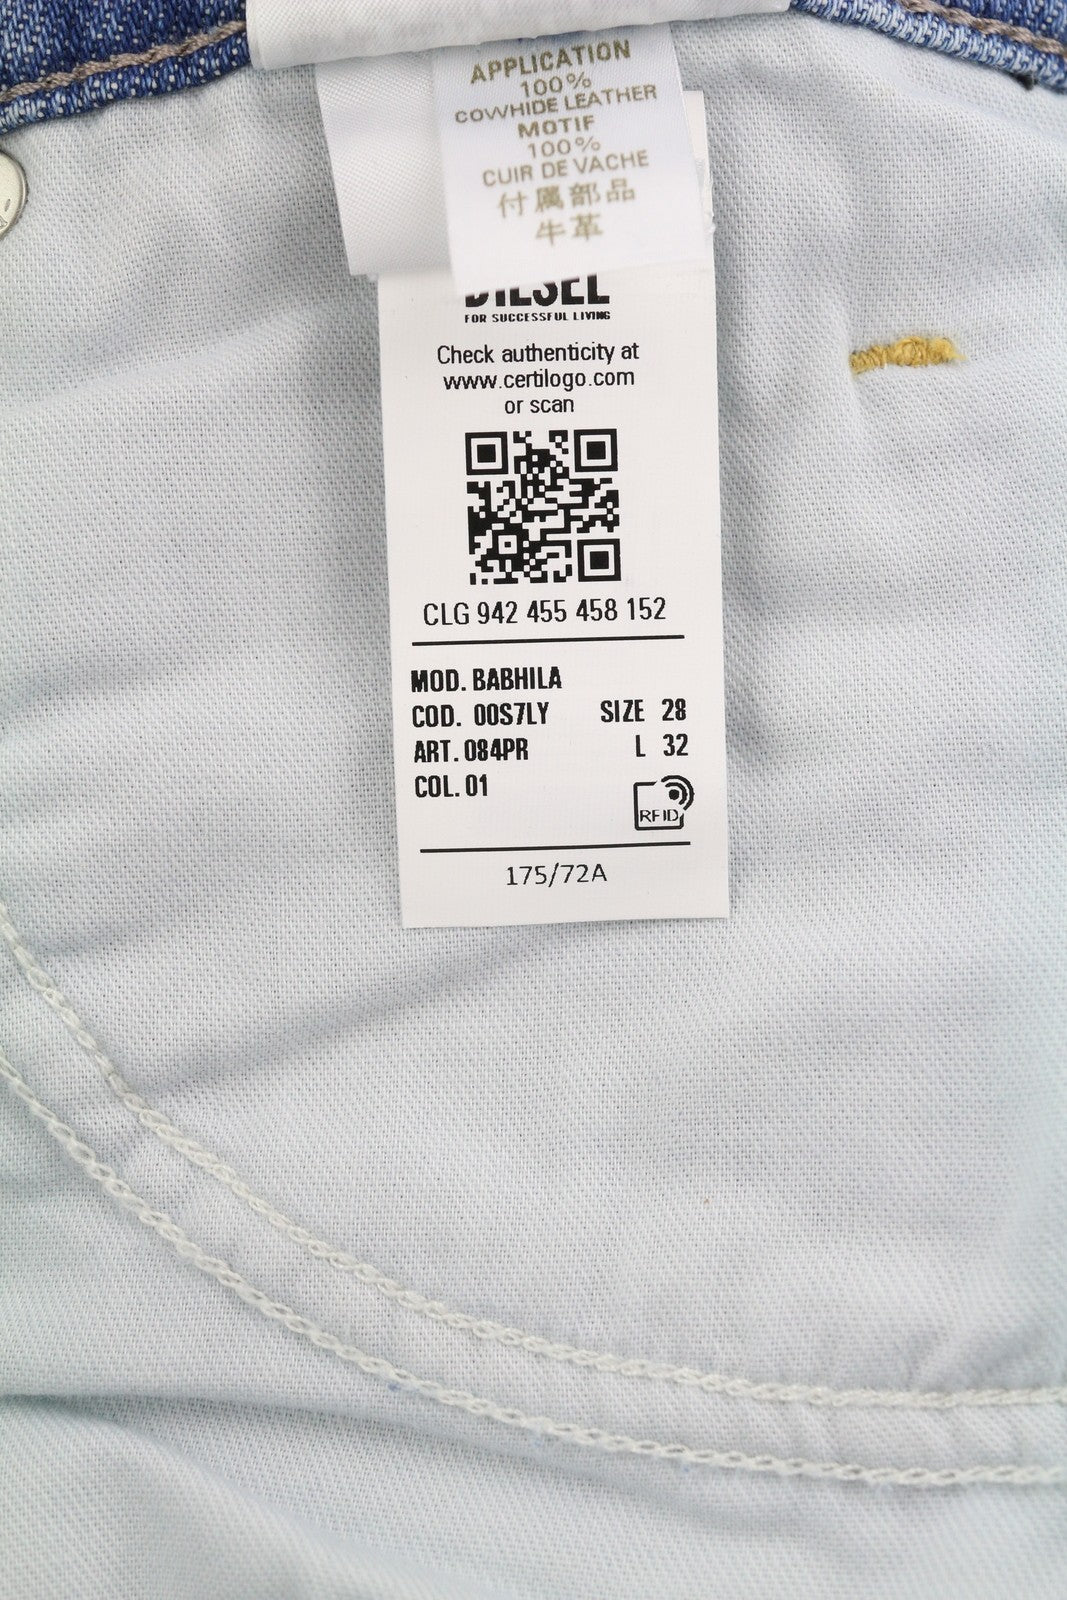 APPLICATION
100%
COWHIDE LEATHER
MOTIF
100%
CUIR DE VACHE
付属部品
牛革
DIESEL
FOR SUCCESSFUL LIVING
Check authenticity at
www.certilogo.com
or scan
CLG 942 455 458 152
MOD. BABHILA
COD. 00S7LY SIZE 28
ART. 084PR L 32
COL. 01
RFID
175/72A